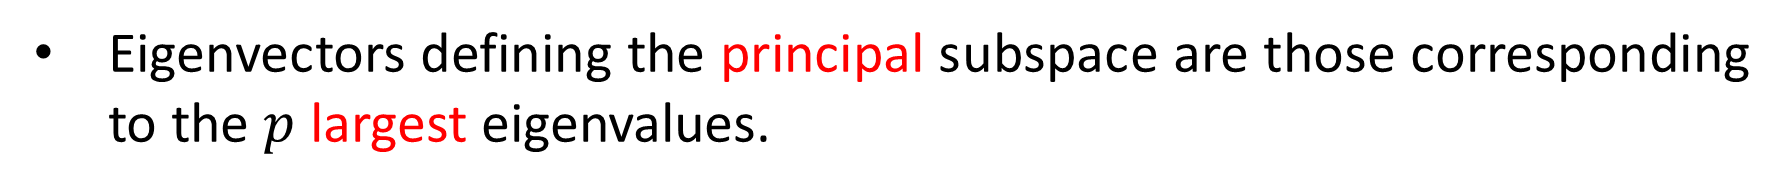 • Eigenvectors defining the principal subspace are those corresponding
to the p largest eigenvalues.